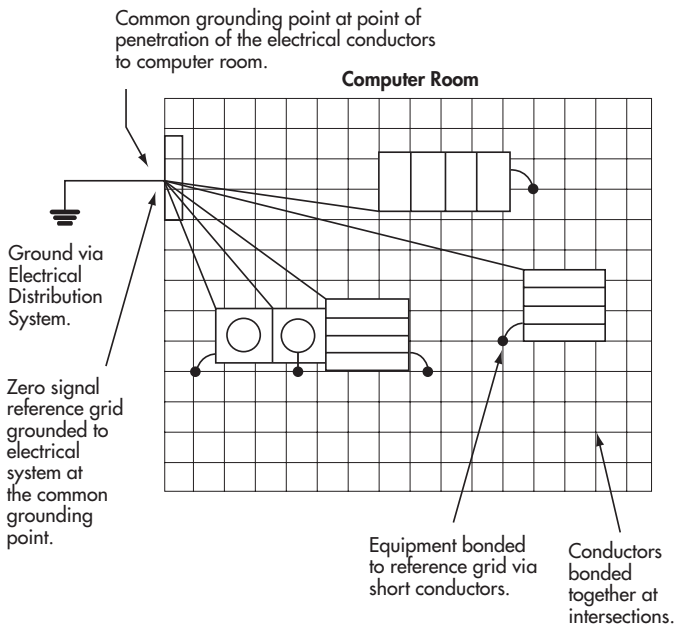 Common grounding point at point of
penetration of the electrical conductors
to computer room.
Computer Room
Ground via
Electrical
Distribution
System.
Zero signal
reference grid
grounded to
electrical
system at
the common
grounding
point.
Equipment bonded
to reference grid via
short conductors.
Conductors
bonded
together at
intersections.